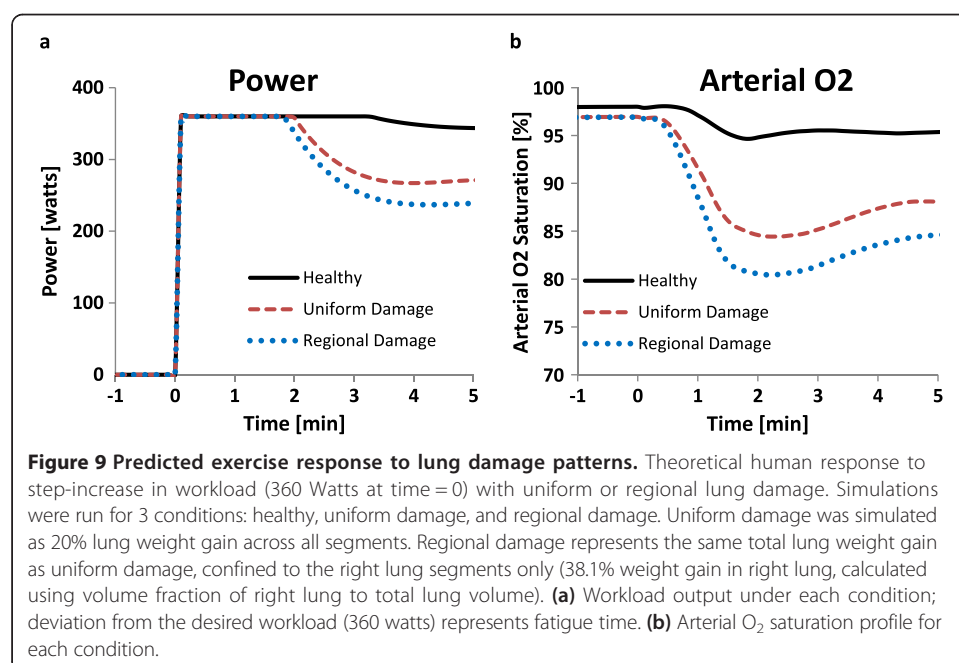 a
Power
400
300
200
100
0
Power [watts]
Healthy
Uniform Damage
Regional Damage
-1 0 1 2 3 4 5
Time [min]
b
Arterial O2
100
95
90
85
80
75
70
Arterial O2 Saturation [%]
Healthy
Uniform Damage
Regional Damage
-1 0 1 2 3 4 5
Time [min]
Figure 9 Predicted exercise response to lung damage patterns. Theoretical human response to
step-increase in workload (360 Watts at time = 0) with uniform or regional lung damage. Simulations
were run for 3 conditions: healthy, uniform damage, and regional damage. Uniform damage was simulated
as 20% lung weight gain across all segments. Regional damage represents the same total lung weight gain
as uniform damage, confined to the right lung segments only (38.1% weight gain in right lung, calculated
using volume fraction of right lung to total lung volume). (a) Workload output under each condition;
deviation from the desired workload (360 watts) represents fatigue time. (b) Arterial O₂ saturation profile for
each condition.